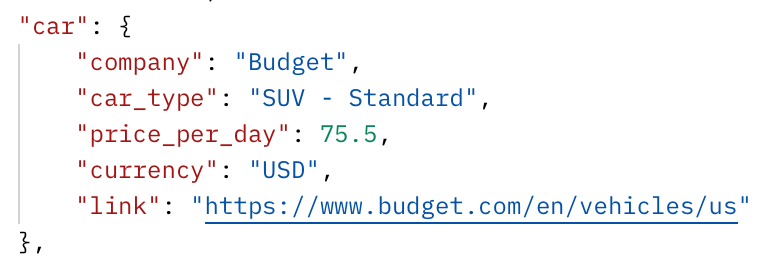 "car": {
    "company": "Budget",
    "car_type": "SUV - Standard",
    "price_per_day": 75.5,
    "currency": "USD",
    "link": "https://www.budget.com/en/vehicles/us"
},